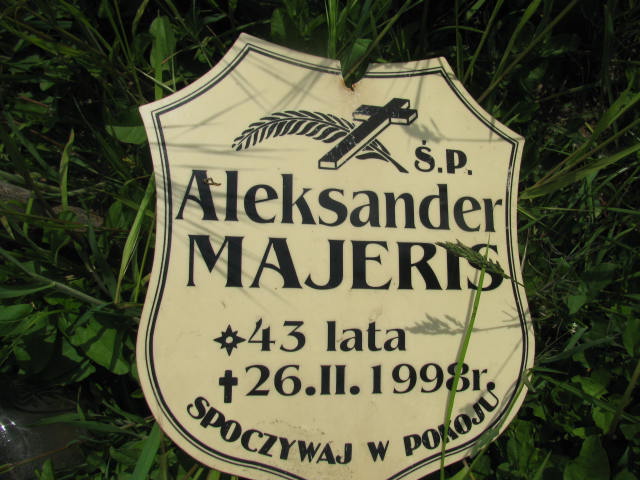 Ś.P.
Aleksander
MAJERIS
43 lata
26.II.1998r.
SPOCZYWAJ W POKOJU